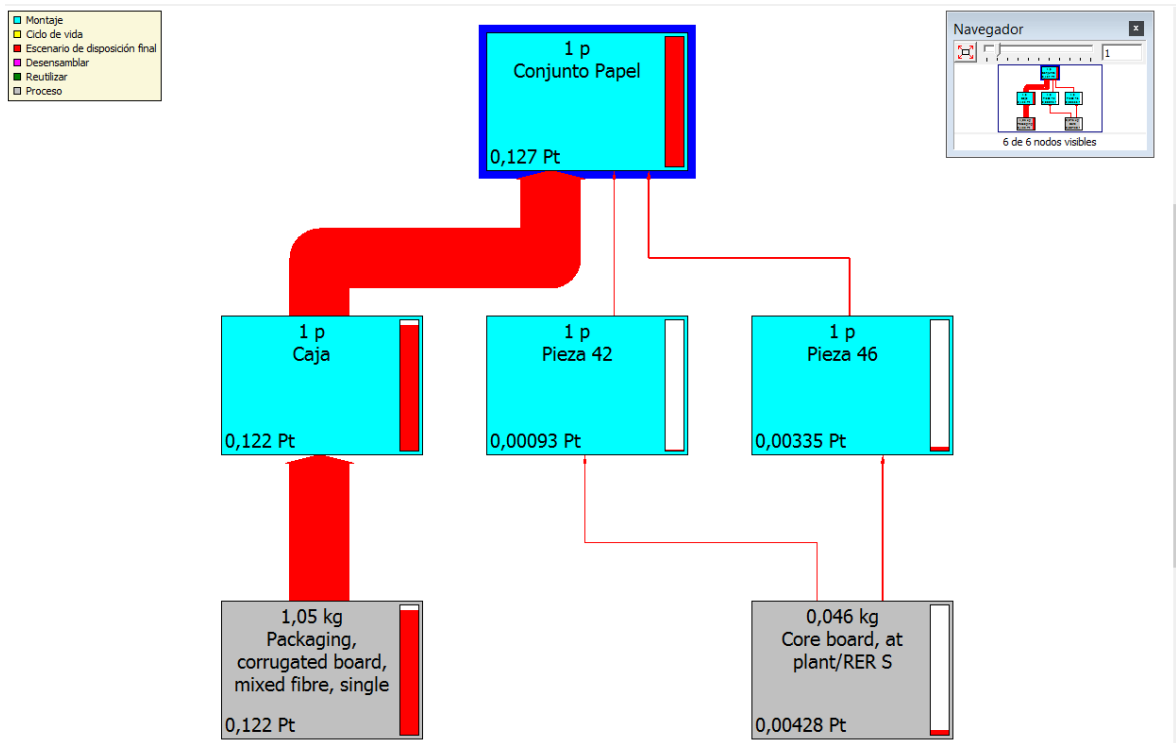 Montaje
Ciclo de vida
Escenario de disposición final
Desensamblar
Reutilizar
Proceso
1 p
Conjunto Papel
0,127 Pt
Navegador
x
1
6 de 6 nodos visibles
1 p
Caja
0,122 Pt
1 p
Pieza 42
0,00093 Pt
1 p
Pieza 46
0,00335 Pt
1,05 kg
Packaging,
corrugated board,
mixed fibre, single
0,122 Pt
0,046 kg
Core board, at
plant/RER S
0,00428 Pt